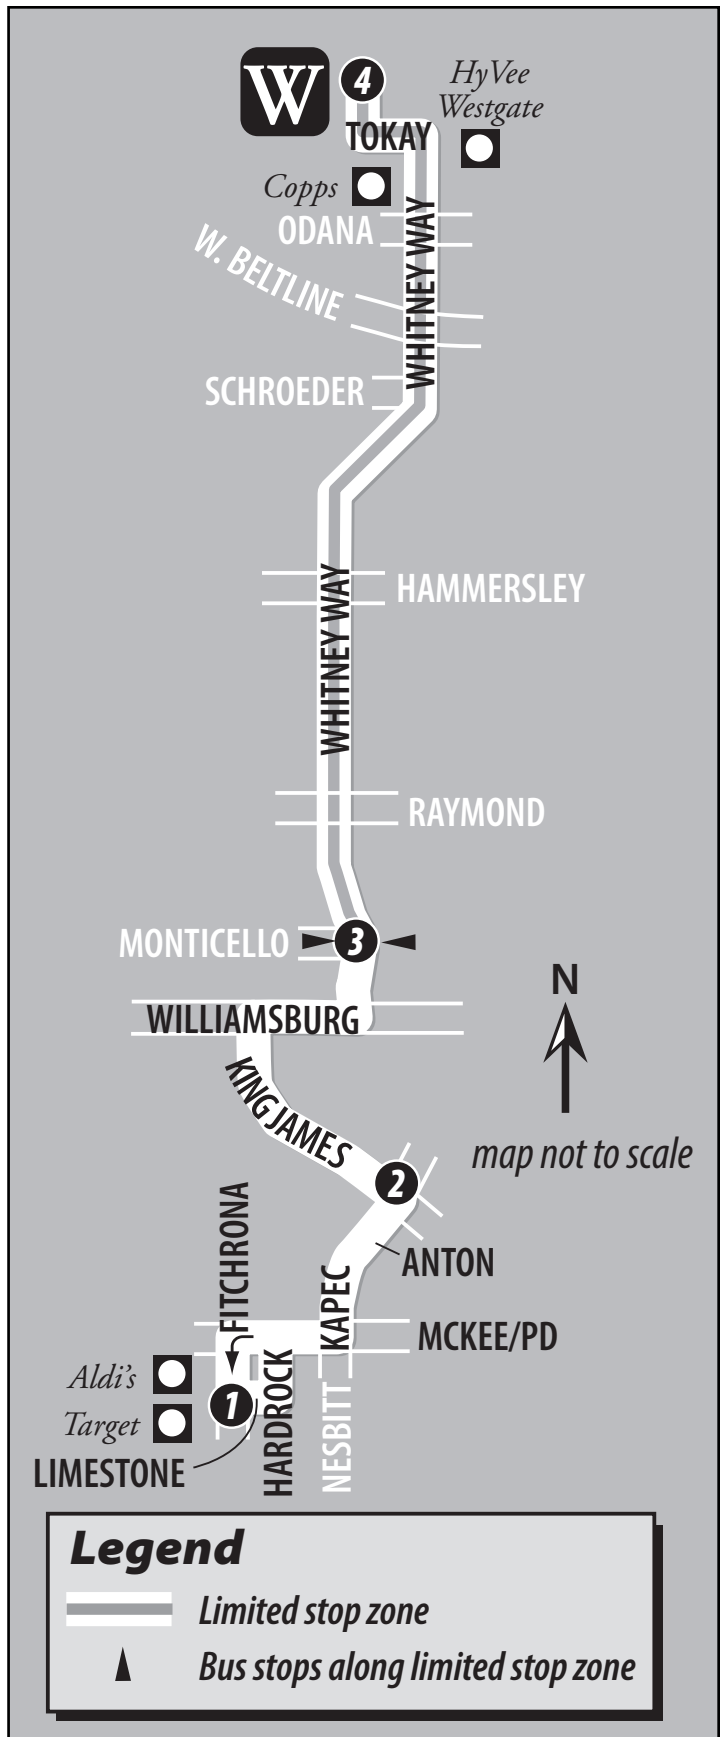 W
4
HyVee
Westgate
TOKAY
Copps
ODANA
W. BELTLINE
WHITNEY WAY
SCHROEDER
HAMMERSLEY
WHITNEY WAY
RAYMOND
MONTICELLO
3
N
WILLIAMSBURG
KING JAMES
map not to scale
2
FITCHRONA
ANTON
KAPEC
MCKEE/PD
Aldi's
1
Target
HARDROCK
NESBITT
LIMESTONE
Legend
Limited stop zone
Bus stops along limited stop zone